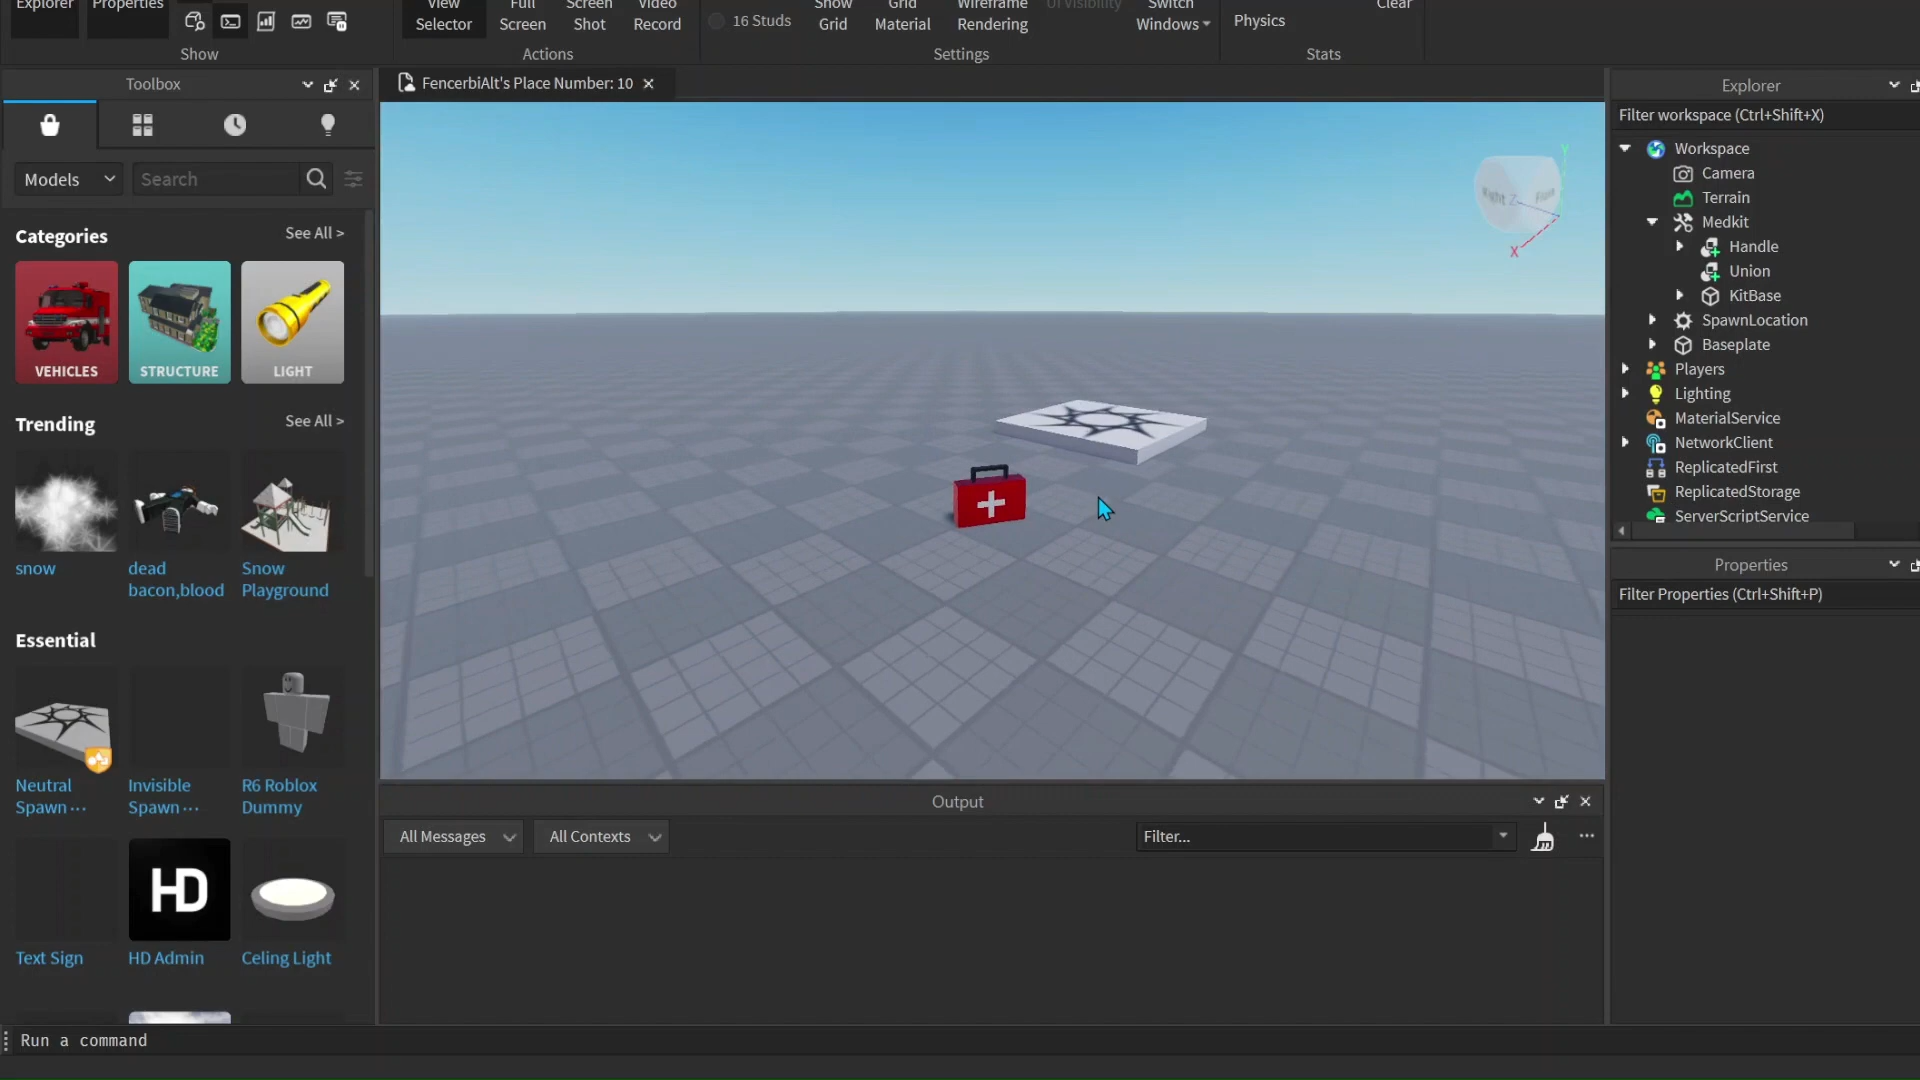 Explorer
Properties
View
Selector
Full
Screen
Screen
Shot
Video
Record
16 Studs
Show
Grid
Grid
Material
Wireframe
Rendering
UI Visibility
Switch
Windows
Physics
Clear
Show
Actions
Settings
Stats
Toolbox
FencerbiAlt's Place Number: 10
Explorer
Filter workspace (Ctrl+Shift+X)
Models
Search
Categories
See All >
VEHICLES
STRUCTURE
LIGHT
Trending
See All >
snow
dead
bacon,blood
Snow
Playground
Essential
Neutral
Spawn ...
Invisible
Spawn ...
R6 Roblox
Dummy
HD
Text Sign
HD Admin
Celing Light
Y
Right
Z
X
Workspace
Camera
Terrain
Medkit
Handle
Union
KitBase
SpawnLocation
Baseplate
Players
Lighting
MaterialService
NetworkClient
ReplicatedFirst
ReplicatedStorage
ServerScriptService
Properties
Filter Properties (Ctrl+Shift+P)
Output
All Messages
All Contexts
Filter...
Run a command